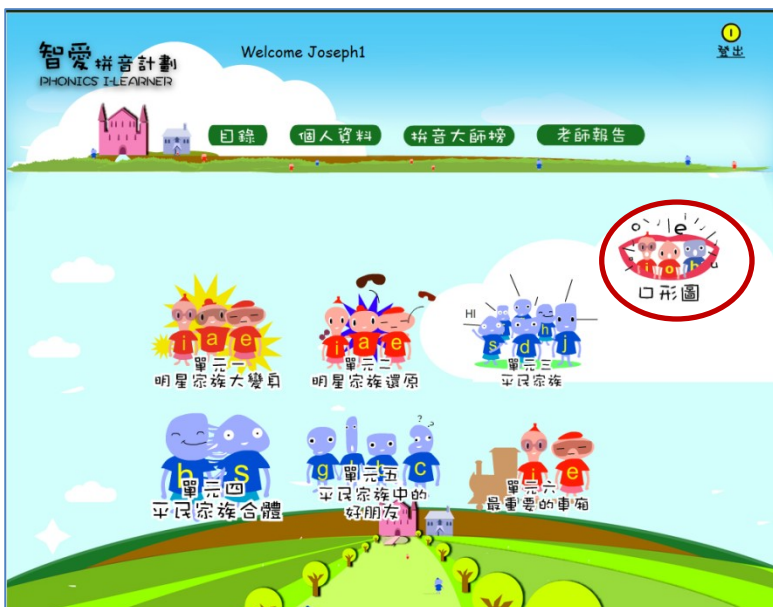 智愛拼音計劃
PHONICS I-LEARNER
Welcome Joseph1
登出
目錄
個人資料
拼音大師榜
老師報告
o e i
i o b
口形圖
i a e
單元一
明星家族大變身
i a e
單元二
明星家族還原
HI
h
s d j
單元三
平民家族
h s
單元四
平民家族合體
? ?
g c
單元五
平民家族中的
好朋友
i e
單元六
最重要的車廂